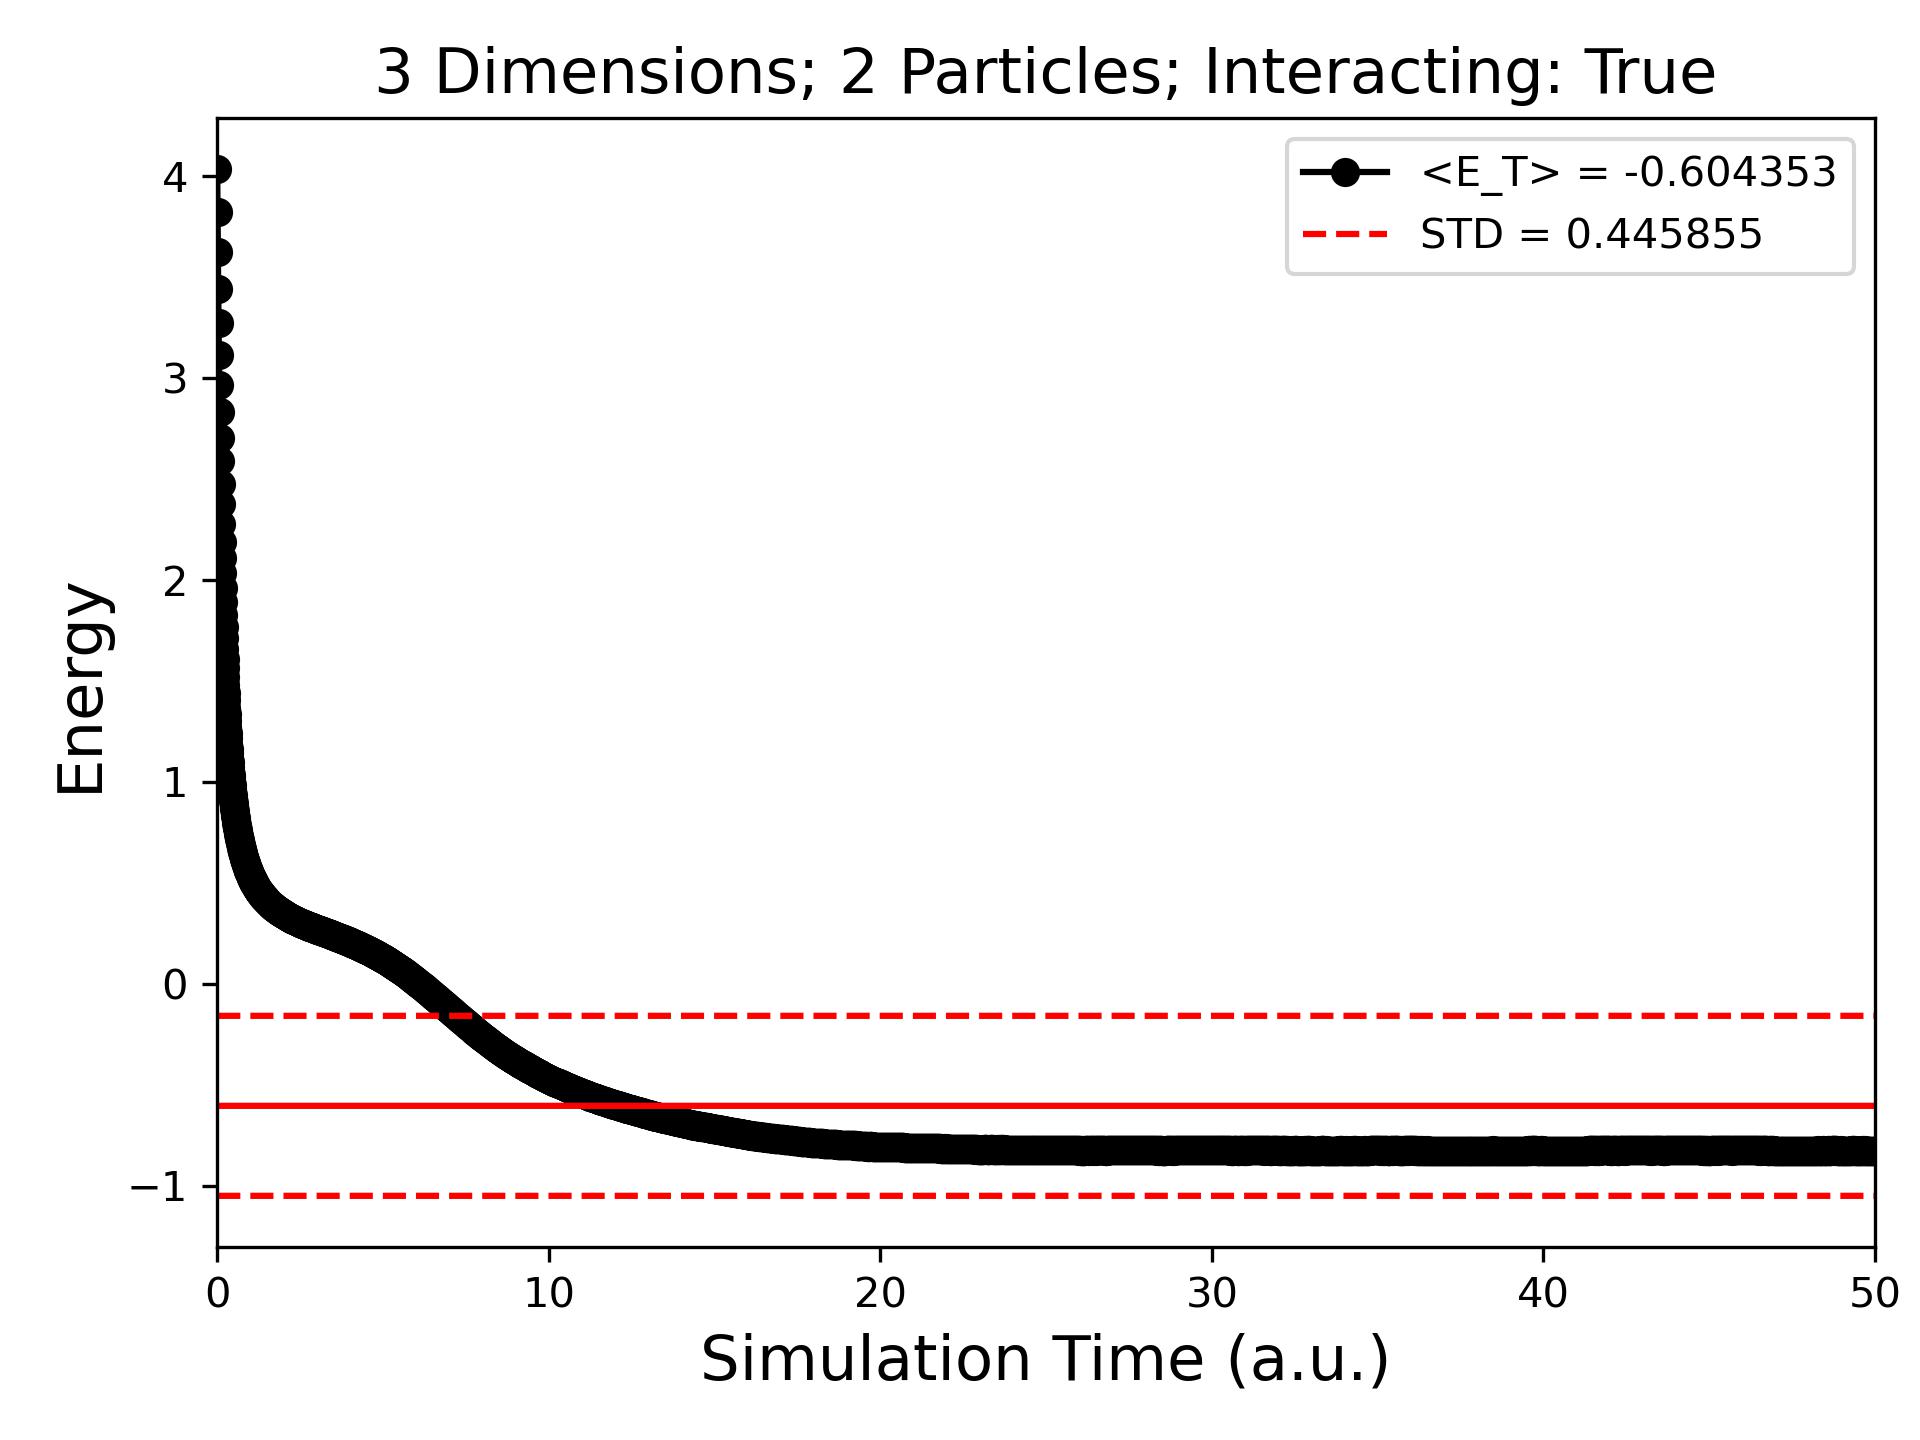 3 Dimensions; 2 Particles; Interacting: True
<E_T> = -0.604353
STD = 0.445855
Energy
4
3
2
1
0
−1
0 10 20 30 40 50
Simulation Time (a.u.)